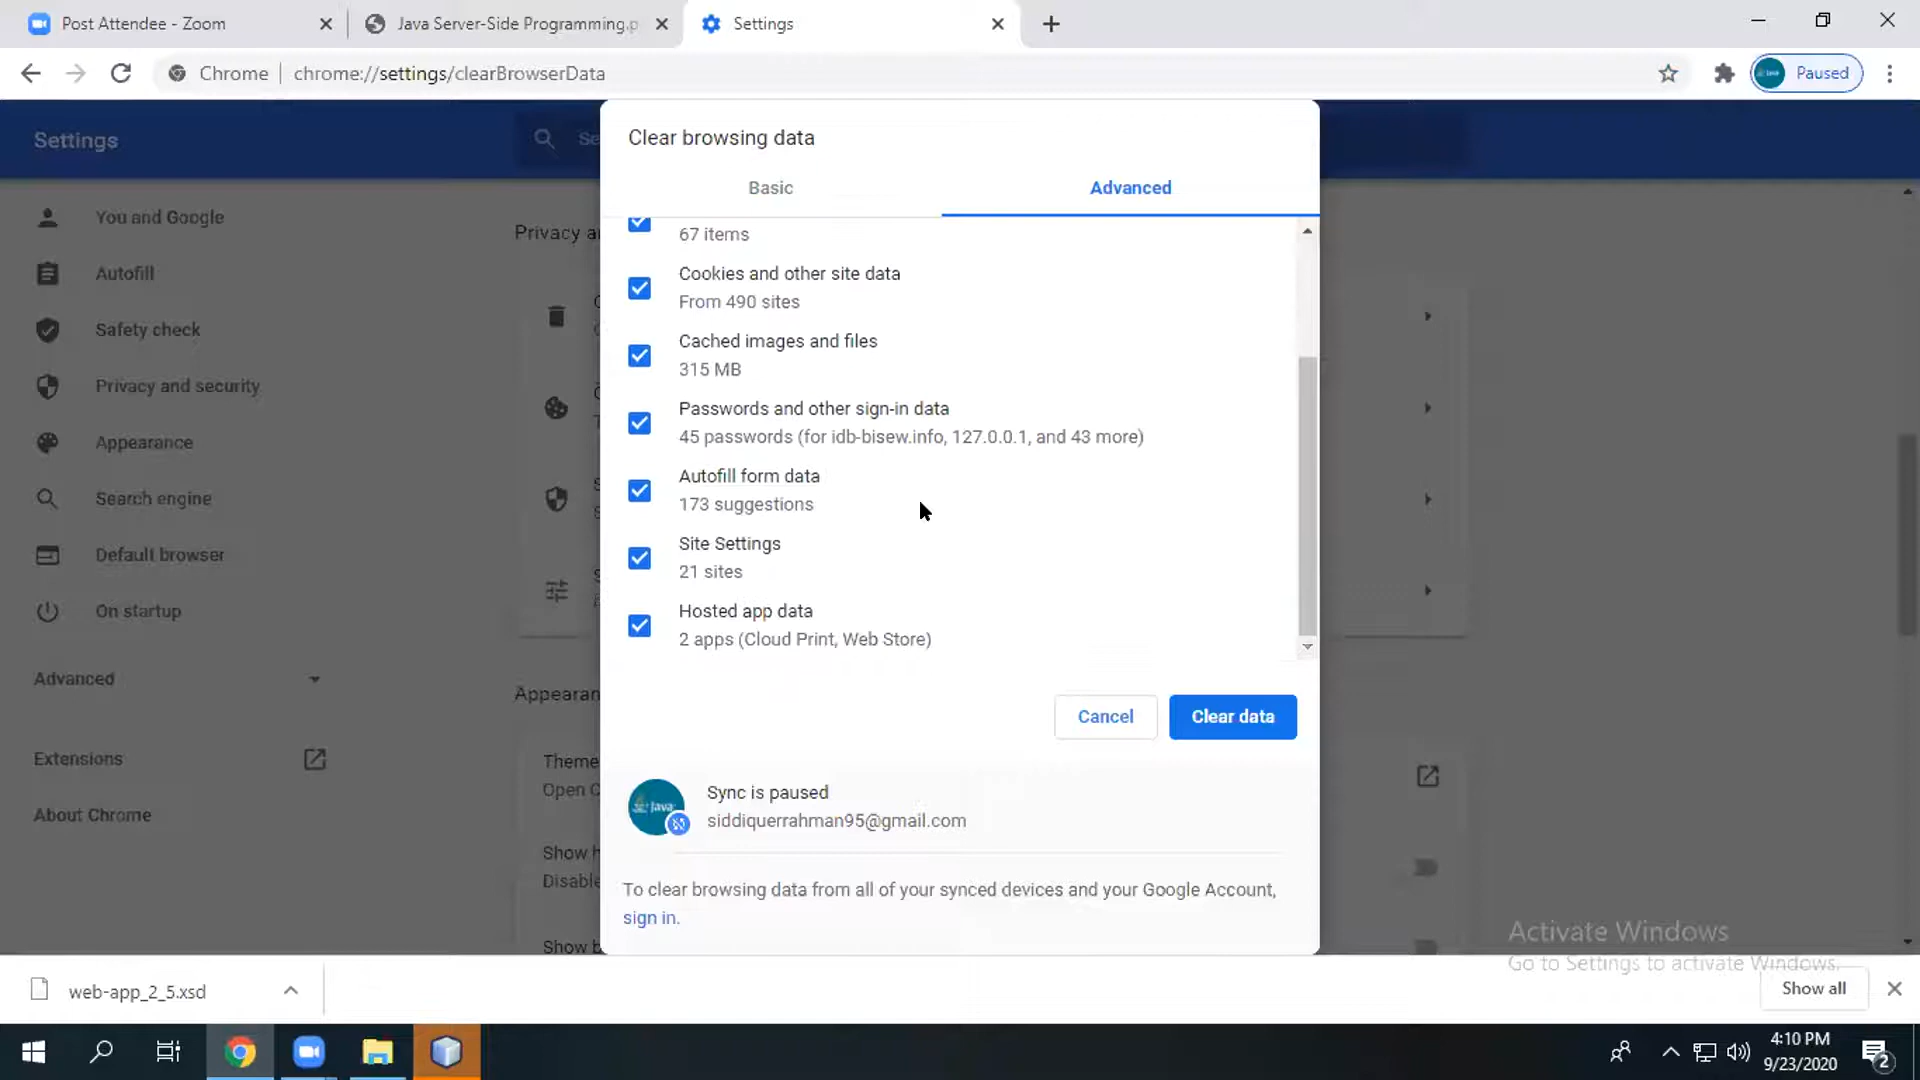 Post Attendee - Zoom
Java Server-Side Programming.p
Settings
Chrome
chrome://settings/clearBrowserData
Paused
Settings
Se
Clear browsing data
Basic
Advanced
You and Google
Autofill
Safety check
Privacy and security
Appearance
Search engine
Default browser
On startup
Advanced
Extensions
About Chrome
Privacy a
67 items
Cookies and other site data
From 490 sites
Cached images and files
315 MB
Passwords and other sign-in data
45 passwords (for idb-bisew.info, 127.0.0.1, and 43 more)
Autofill form data
173 suggestions
Site Settings
21 sites
Hosted app data
2 apps (Cloud Print, Web Store)
Appearan
Cancel
Clear data
Theme
Open C
Java
Sync is paused
siddiquerrahman95@gmail.com
Show h
Disable
To clear browsing data from all of your synced devices and your Google Account,
sign in.
Show b
Activate Windows
Go to Settings to activate Windows.
web-app_2_5.xsd
Show all
4:10 PM
9/23/2020
2